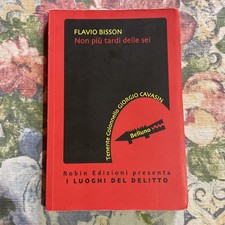 FLAVIO BISSON
Non più tardi delle sei
Tenente Colonnello GIORGIO CAVASIN
Belluno
Robin Edizioni presenta
I LUOGHI DEL DELITTO